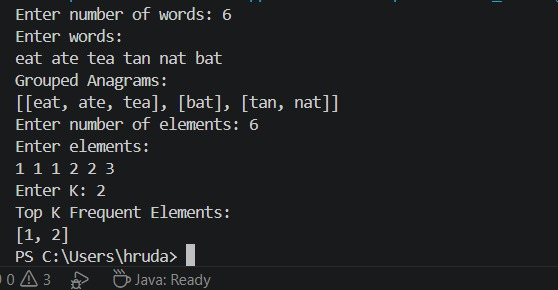 Enter number of words: 6
Enter words:
eat ate tea tan nat bat
Grouped Anagrams:
[[eat, ate, tea], [bat], [tan, nat]]
Enter number of elements: 6
Enter elements:
1 1 1 2 2 3
Enter K: 2
Top K Frequent Elements:
[1, 2]
PS C:\Users\hruda>
0 3 Java: Ready